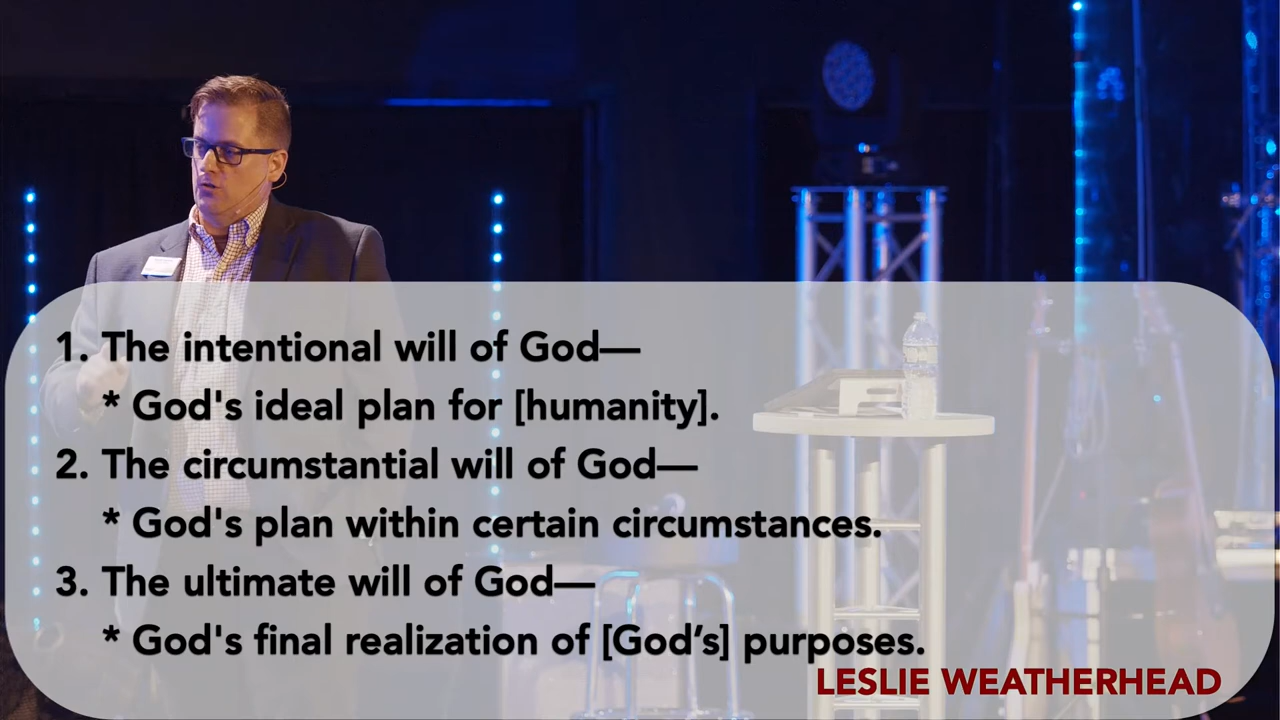 1. The intentional will of God—
* God's ideal plan for [humanity].
2. The circumstantial will of God—
* God's plan within certain circumstances.
3. The ultimate will of God—
* God's final realization of [God’s] purposes.
LESLIE WEATHERHEAD